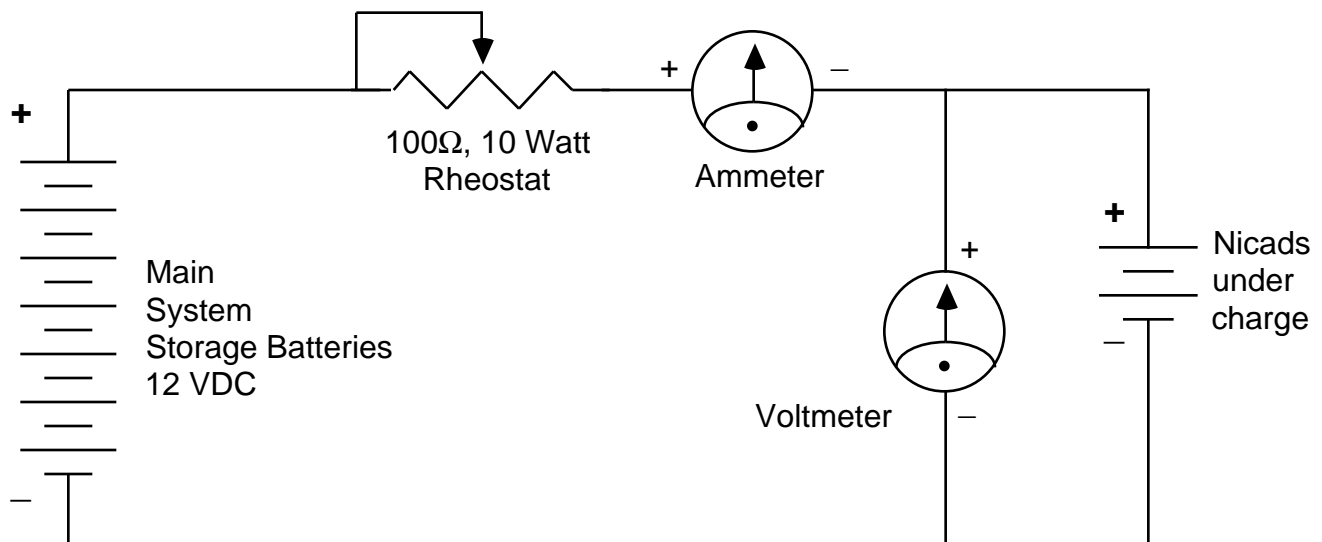 +
100Ω, 10 Watt
Rheostat
+
–
Ammeter
Main
System
Storage Batteries
12 VDC
–
+
Voltmeter
–
+
Nicads
under
charge
–